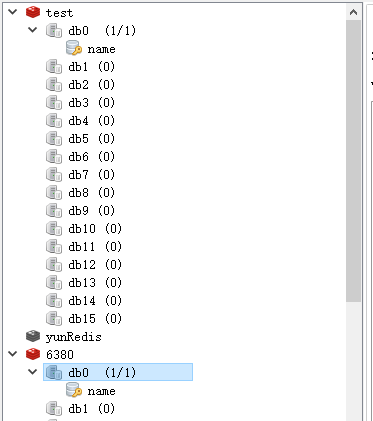 test
db0 (1/1)
name
db1 (0)
db2 (0)
db3 (0)
db4 (0)
db5 (0)
db6 (0)
db7 (0)
db8 (0)
db9 (0)
db10 (0)
db11 (0)
db12 (0)
db13 (0)
db14 (0)
db15 (0)
yunRedis
6380
db0 (1/1)
name
db1 (0)